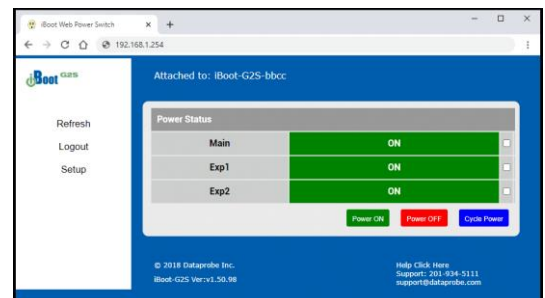 iBoot Web Power Switch
192.168.1.254
iBoot G2S
Attached to: iBoot-G2S-bbcc
Refresh
Logout
Setup
Power Status
Main ON
Exp1 ON
Exp2 ON
Power ON Power OFF Cycle Power
© 2018 Dataprobe Inc.
iBoot-G2S Ver:v1.50.98
Help Click Here
Support: 201-934-5111
support@dataprobe.com